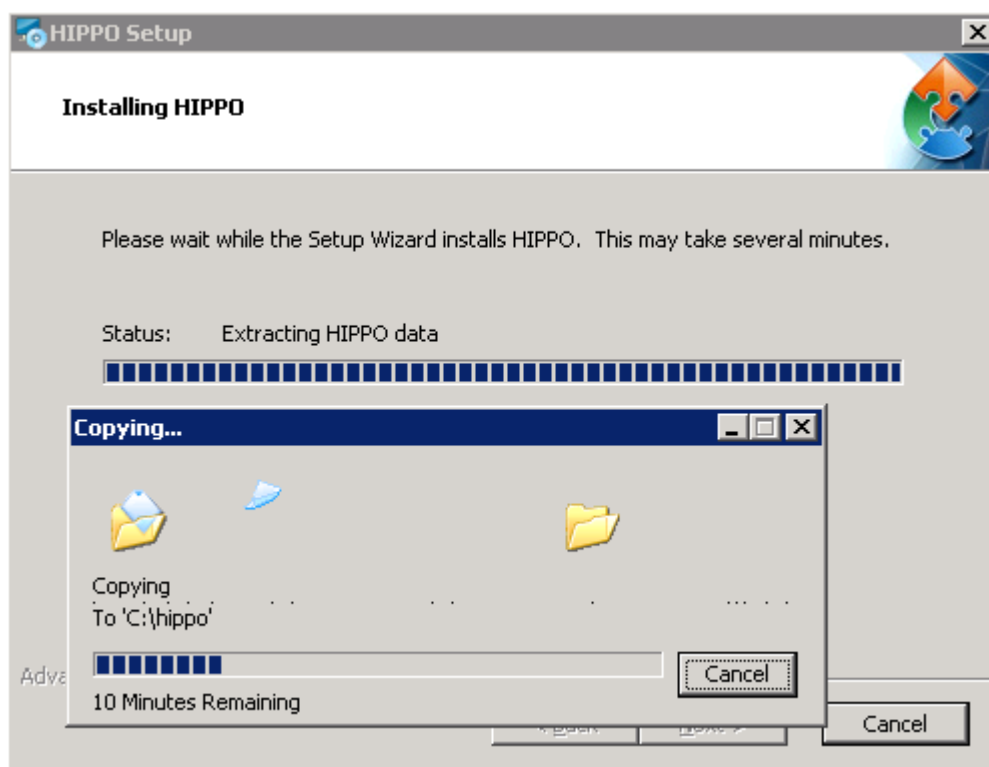 HIPPO Setup
Installing HIPPO
Please wait while the Setup Wizard installs HIPPO. This may take several minutes.
Status: Extracting HIPPO data
Copying...
Copying
To 'C:\hippo'
Cancel
10 Minutes Remaining
Cancel